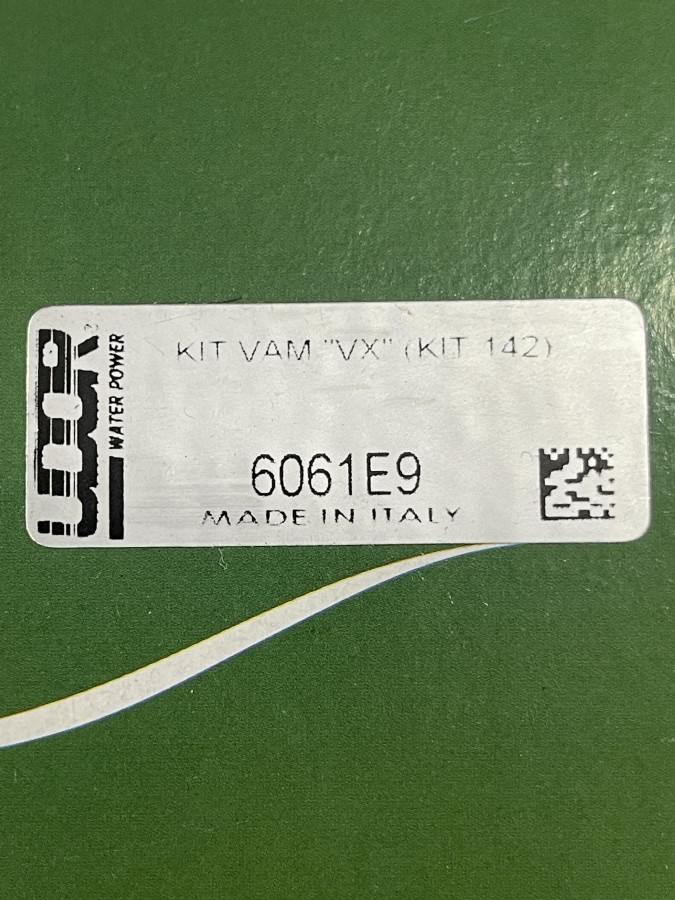 KIT VAM "VX" (KIT 142)
UDOR®
WATER POWER
6061E9
MADE IN ITALY